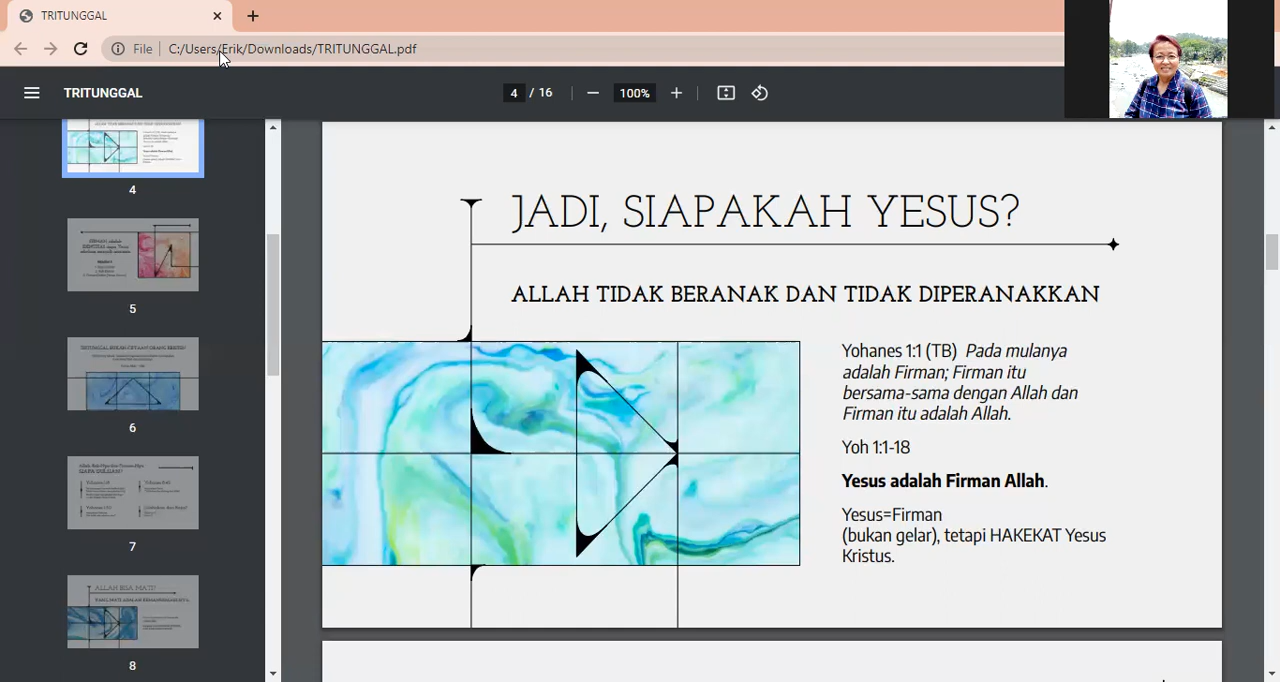 TRITUNGGAL
File
C:/Users/Erik/Downloads/TRITUNGGAL.pdf
TRITUNGGAL
4 / 16
100%
4
5
6
7
ALLAH BISA MATI?
8
JADI, SIAPAKAH YESUS?
ALLAH TIDAK BERANAK DAN TIDAK DIPERANAKKAN
Yohanes 1:1 (TB) Pada mulanya
adalah Firman; Firman itu
bersama-sama dengan Allah dan
Firman itu adalah Allah.
Yoh 1:1-18
Yesus adalah Firman Allah.
Yesus=Firman
(bukan gelar), tetapi HAKEKAT Yesus
Kristus.